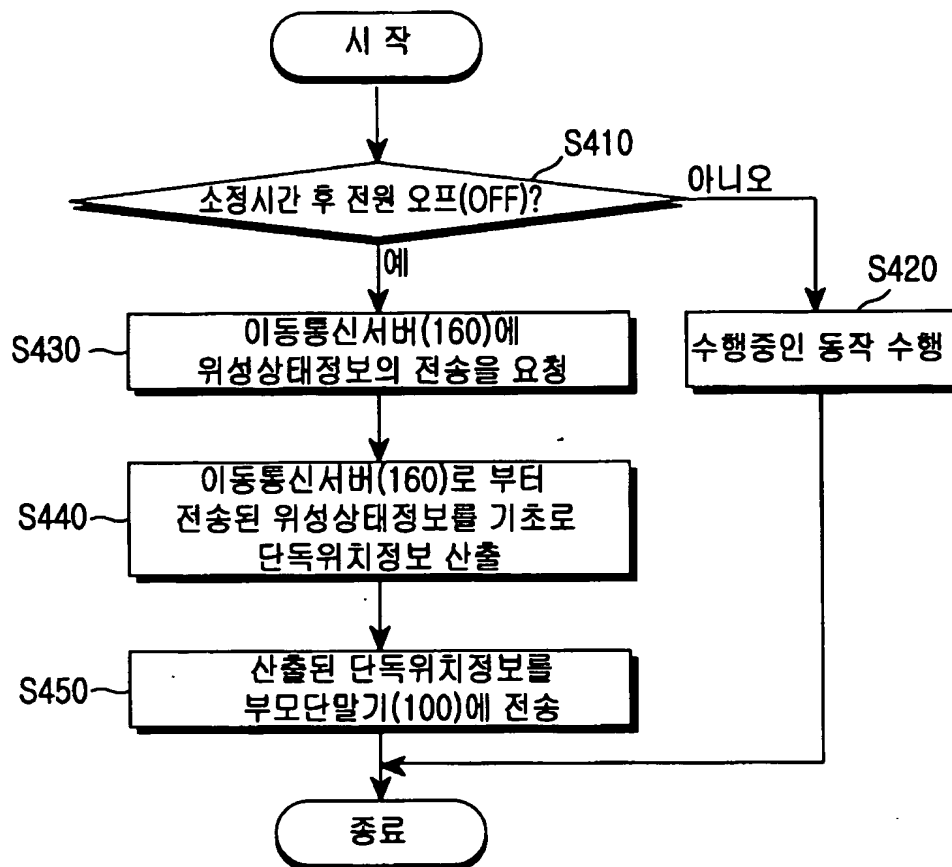 시 작
S410
소정시간 후 전원 오프(OFF)?
아니오
예
S420
수행중인 동작 수행
S430
이동통신서버(160)에
위성상태정보의 전송을 요청
S440
이동통신서버(160)로 부터
전송된 위성상태정보를 기초로
단독위치정보 산출
S450
산출된 단독위치정보를
부모단말기(100)에 전송
종료